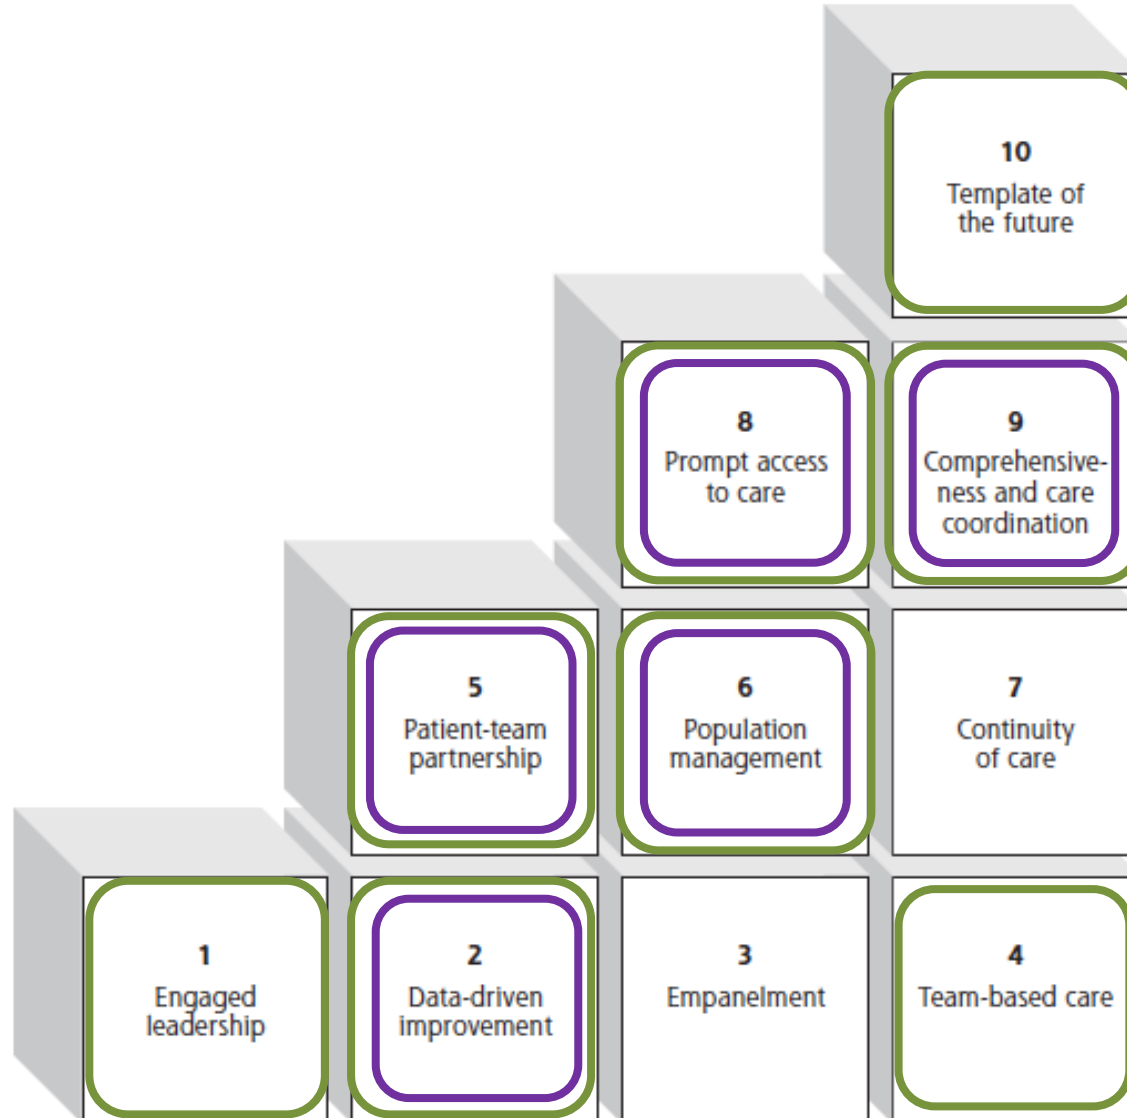 10
Template of
the future
8
Prompt access
to care
9
Comprehensive-
ness and care
coordination
5
Patient-team
partnership
6
Population
management
7
Continuity
of care
1
Engaged
leadership
2
Data-driven
improvement
3
Empanelment
4
Team-based care